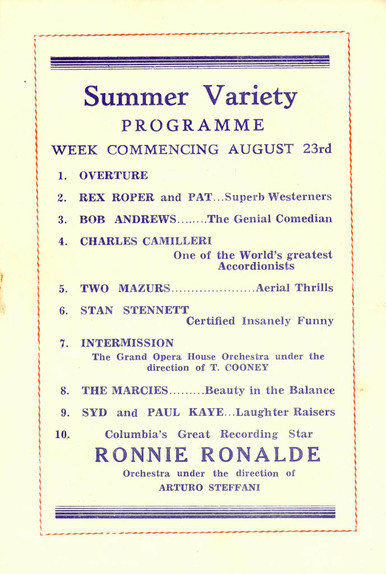 Summer Variety
PROGRAMME
WEEK COMMENCING AUGUST 23rd
1. OVERTURE
2. REX ROPER and PAT...Superb Westerners
3. BOB ANDREWS........The Genial Comedian
4. CHARLES CAMILLERI
One of the World's greatest
Accordionists
5. TWO MAZURS.....................Aerial Thrills
6. STAN STENNETT
Certified Insanely Funny
7. INTERMISSION
The Grand Opera House Orchestra under the
direction of T. COONEY
8. THE MARCIES.........Beauty in the Balance
9. SYD and PAUL KAYE...Laughter Raisers
10. Columbia's Great Recording Star
RONNIE RONALDE
Orchestra under the direction of
ARTURO STEFFANI